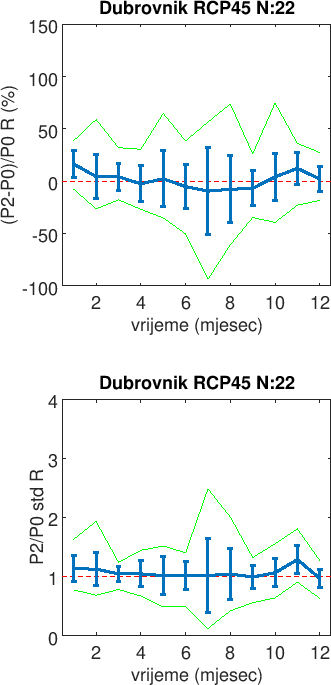 Dubrovnik RCP45 N:22
(P2-P0)/P0 R (%)
150
100
50
0
-50
-100
2 4 6 8 10 12
vrijeme (mjesec)
Dubrovnik RCP45 N:22
P2/P0 std R
4
3
2
1
0
2 4 6 8 10 12
vrijeme (mjesec)